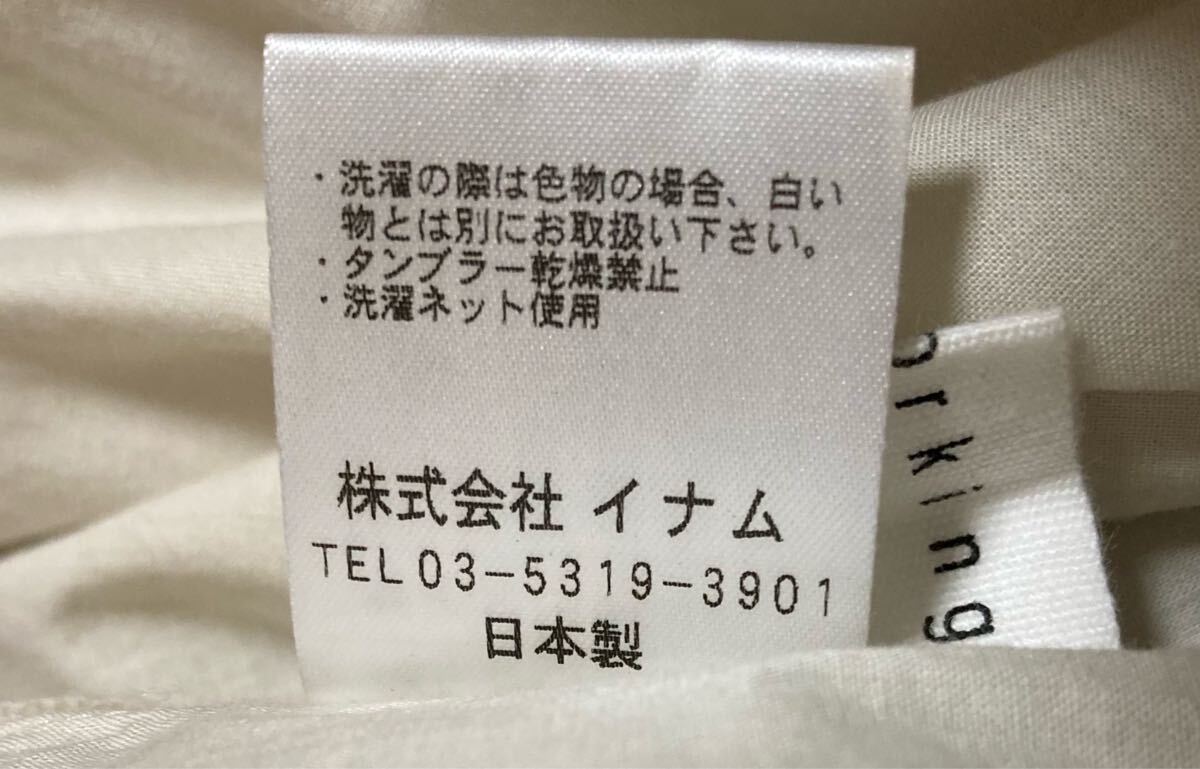 ・洗濯の際は色物の場合、白い
物とは別にお取扱い下さい。
・タンブラー乾燥禁止
・洗濯ネット使用
株式会社 イナム
TEL03-5319-3901
日本製
orking